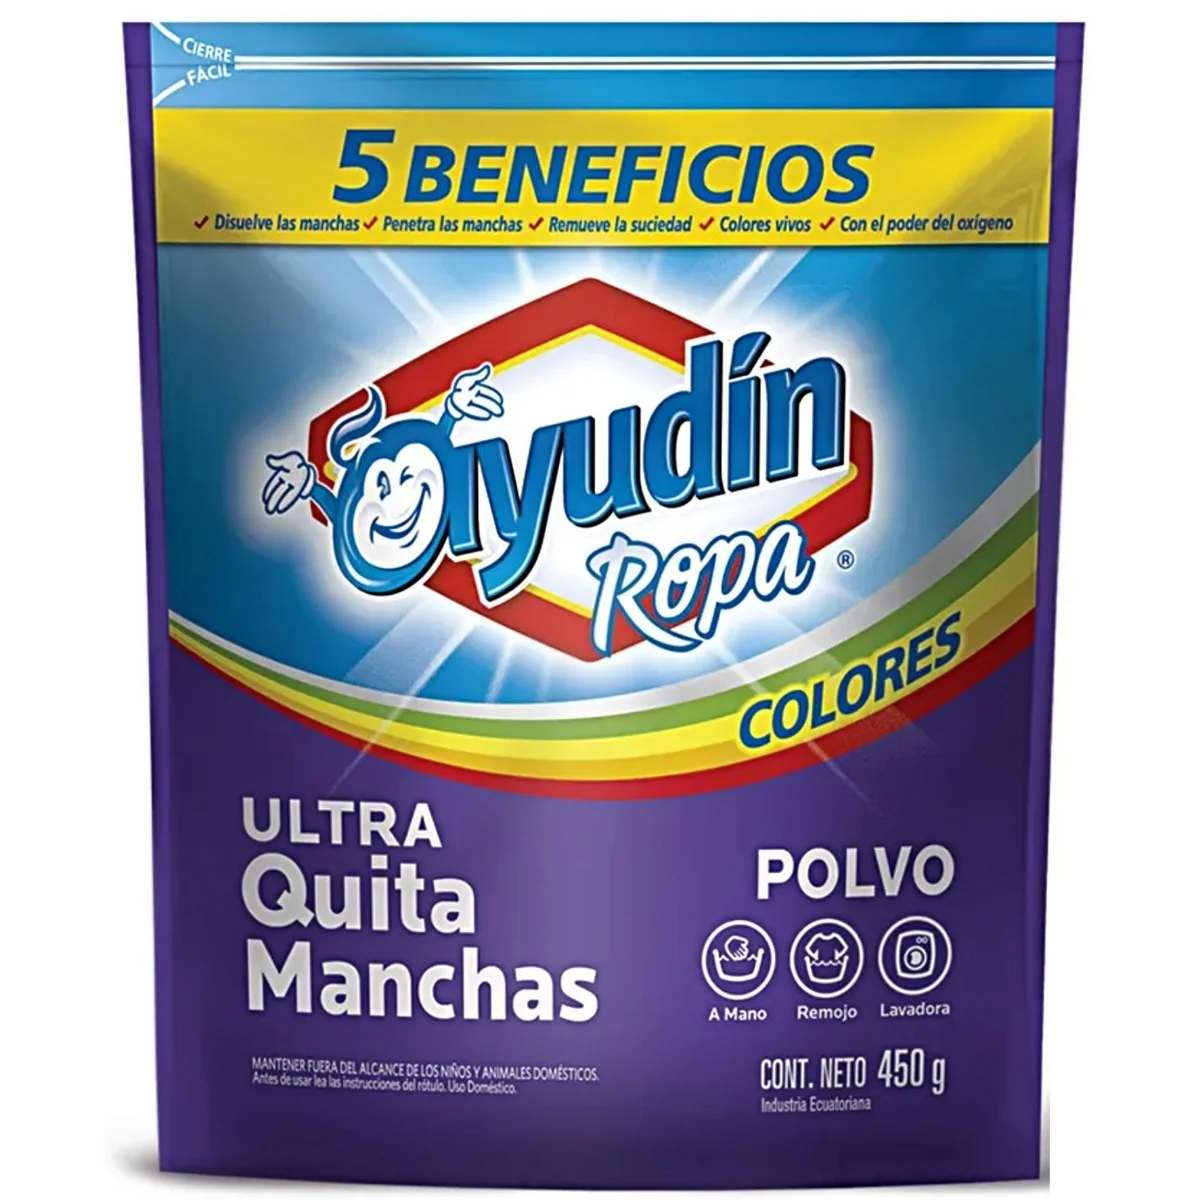 CIERRE
FÁCIL
5 BENEFICIOS
Disuelve las manchas Penetra las manchas Remueve la suciedad Colores vivos Con el poder del oxígeno
Ayudín
Ropa ®
COLORES
ULTRA
Quita
Manchas
POLVO
A Mano Remojo Lavadora
MANTENER FUERA DEL ALCANCE DE LOS NIÑOS Y ANIMALES DOMÉSTICOS.
Antes de usar lea las instrucciones del rótulo. Uso Doméstico.
CONT. NETO 450 g
Industria Ecuatoriana